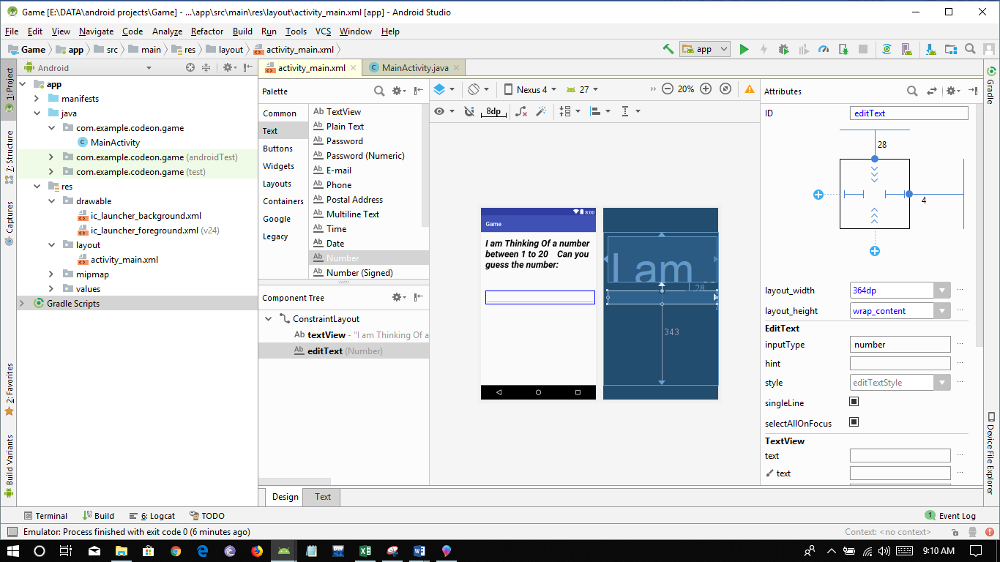 Game [E:\DATA\android projects\Game] - ...\app\src\main\res\layout\activity_main.xml [app] - Android Studio
File Edit View Navigate Code Analyze Refactor Build Run Tools VCS Window Help
Game app src main res layout activity_main.xml app
Android
activity_main.xml
MainActivity.java
1: Project
7: Structure
Captures
2: Favorites
Build Variants
app
manifests
java
com.example.codeon.game
MainActivity
com.example.codeon.game (androidTest)
com.example.codeon.game (test)
res
drawable
ic_launcher_background.xml
ic_launcher_foreground.xml (v24)
layout
activity_main.xml
mipmap
values
Gradle Scripts
Palette
Common
Text
Buttons
Widgets
Layouts
Containers
Google
Legacy
Ab TextView
Ab Plain Text
Ab Password
Ab Password (Numeric)
Ab E-mail
Ab Phone
Ab Postal Address
Ab Multiline Text
Ab Time
Ab Date
Ab Number
Ab Number (Signed)
Component Tree
ConstraintLayout
Ab textView - "I am Thinking Of a
Ab editText (Number)
Nexus 4 27 20%
8dp
8:00
Game
I am Thinking Of a number
between 1 to 20 Can you
guess the number:
I am
28
343
Attributes
ID editText
28
4
layout_width 364dp
layout_height wrap_content
EditText
inputType number
hint
style editTextStyle
singleLine
selectAllOnFocus
TextView
text
text
Gradle
Device File Explorer
Design Text
Terminal Build 6: Logcat TODO 1 Event Log
Emulator: Process finished with exit code 0 (6 minutes ago) Context: <no context>
9:10 AM